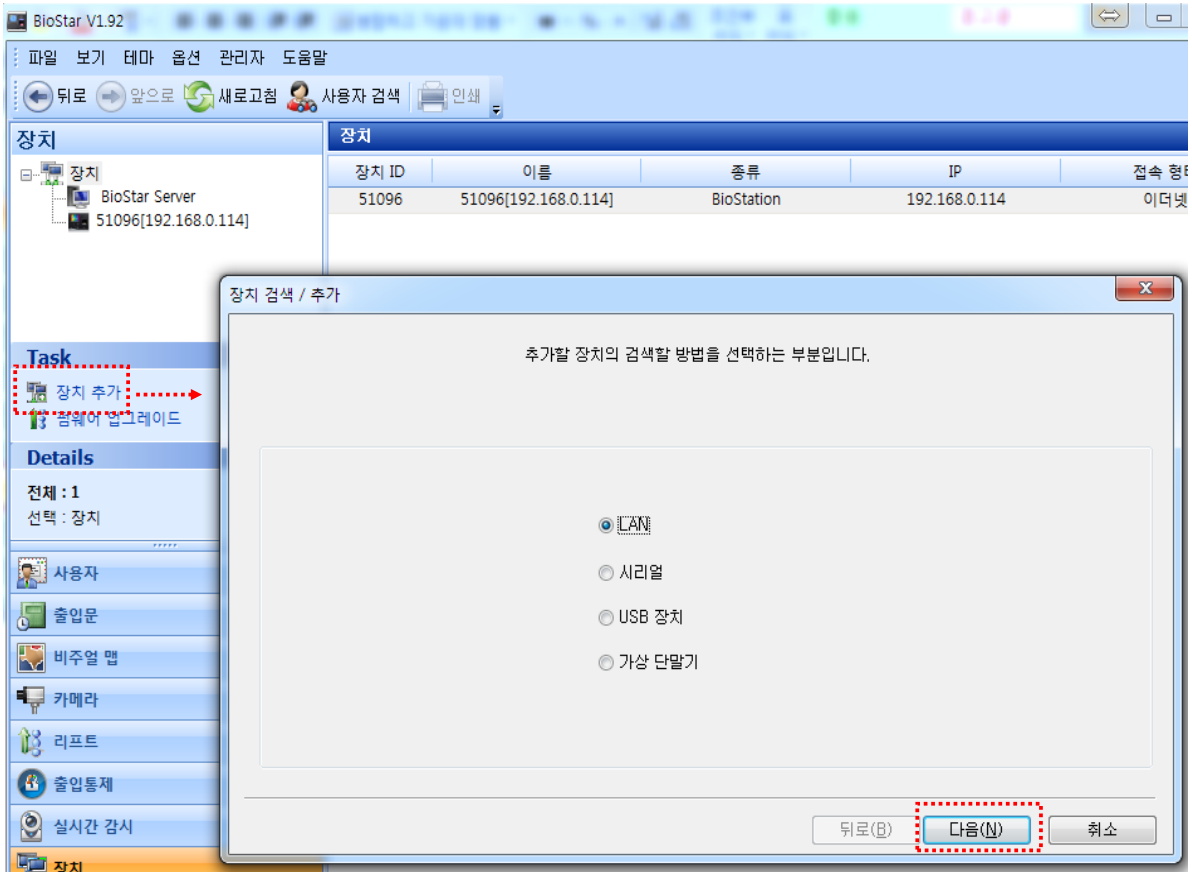 BioStar V1.92
파일 보기 테마 옵션 관리자 도움말
뒤로 앞으로 새로고침 사용자 검색 인쇄
장치
장치
BioStar Server
51096[192.168.0.114]
장치
장치 ID 이름 종류 IP 접속
51096 51096[192.168.0.114] BioStation 192.168.0.114 이더넷
Task
장치 추가
펌웨어 업그레이드
Details
전체 : 1
선택 : 장치
사용자
출입문
비주얼 맵
카메라
리프트
출입통제
실시간 감시
장치
장치 검색 / 추가
추가할 장치의 검색할 방법을 선택하는 부분입니다.
LAN
시리얼
USB 장치
가상 단말기
뒤로(B) 다음(N) 취소